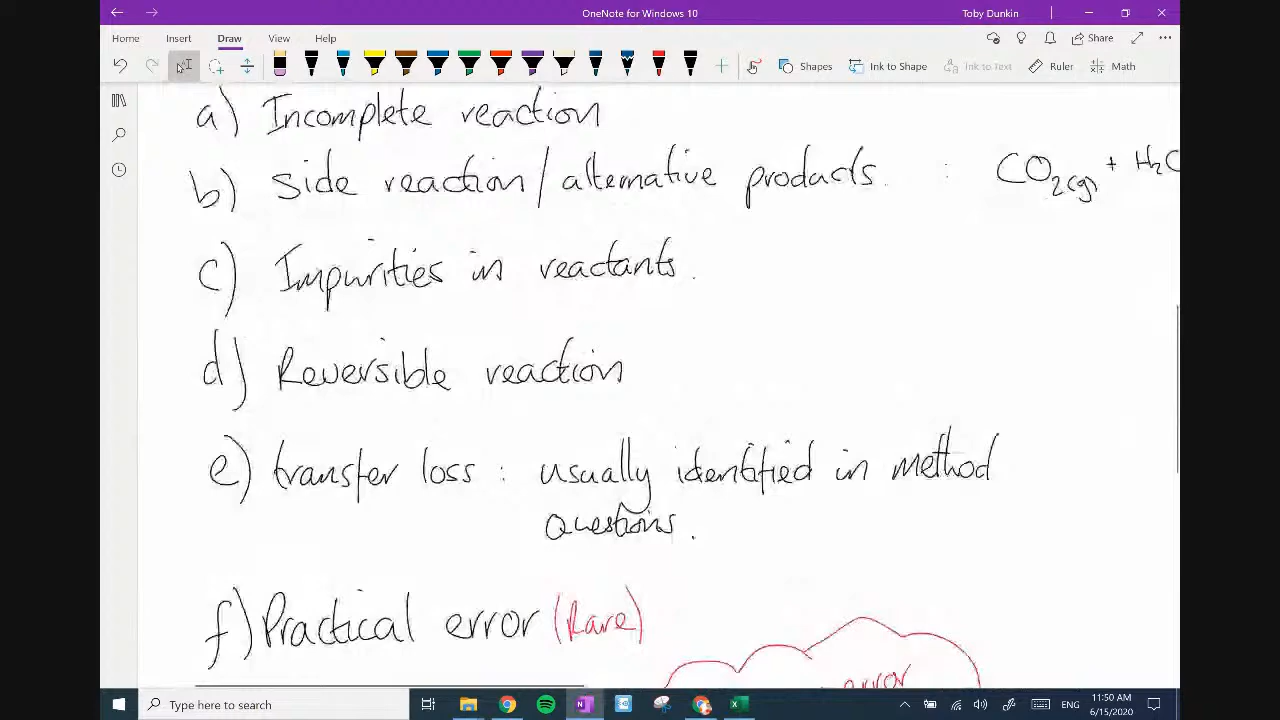 OneNote for Windows 10
Toby Dunkin
Home Insert Draw View Help
Share
Shapes Ink to Shape Ink to Text Ruler Math
a) Incomplete reaction
b) Side reaction/alternative products. : CO2(g) + H2
c) Impurities in reactants.
d) Reversible reaction
e) transfer loss : usually identified in method
questions.
f) Practical error (Rare)
error
Type here to search
ENG
11:50 AM
6/15/2020